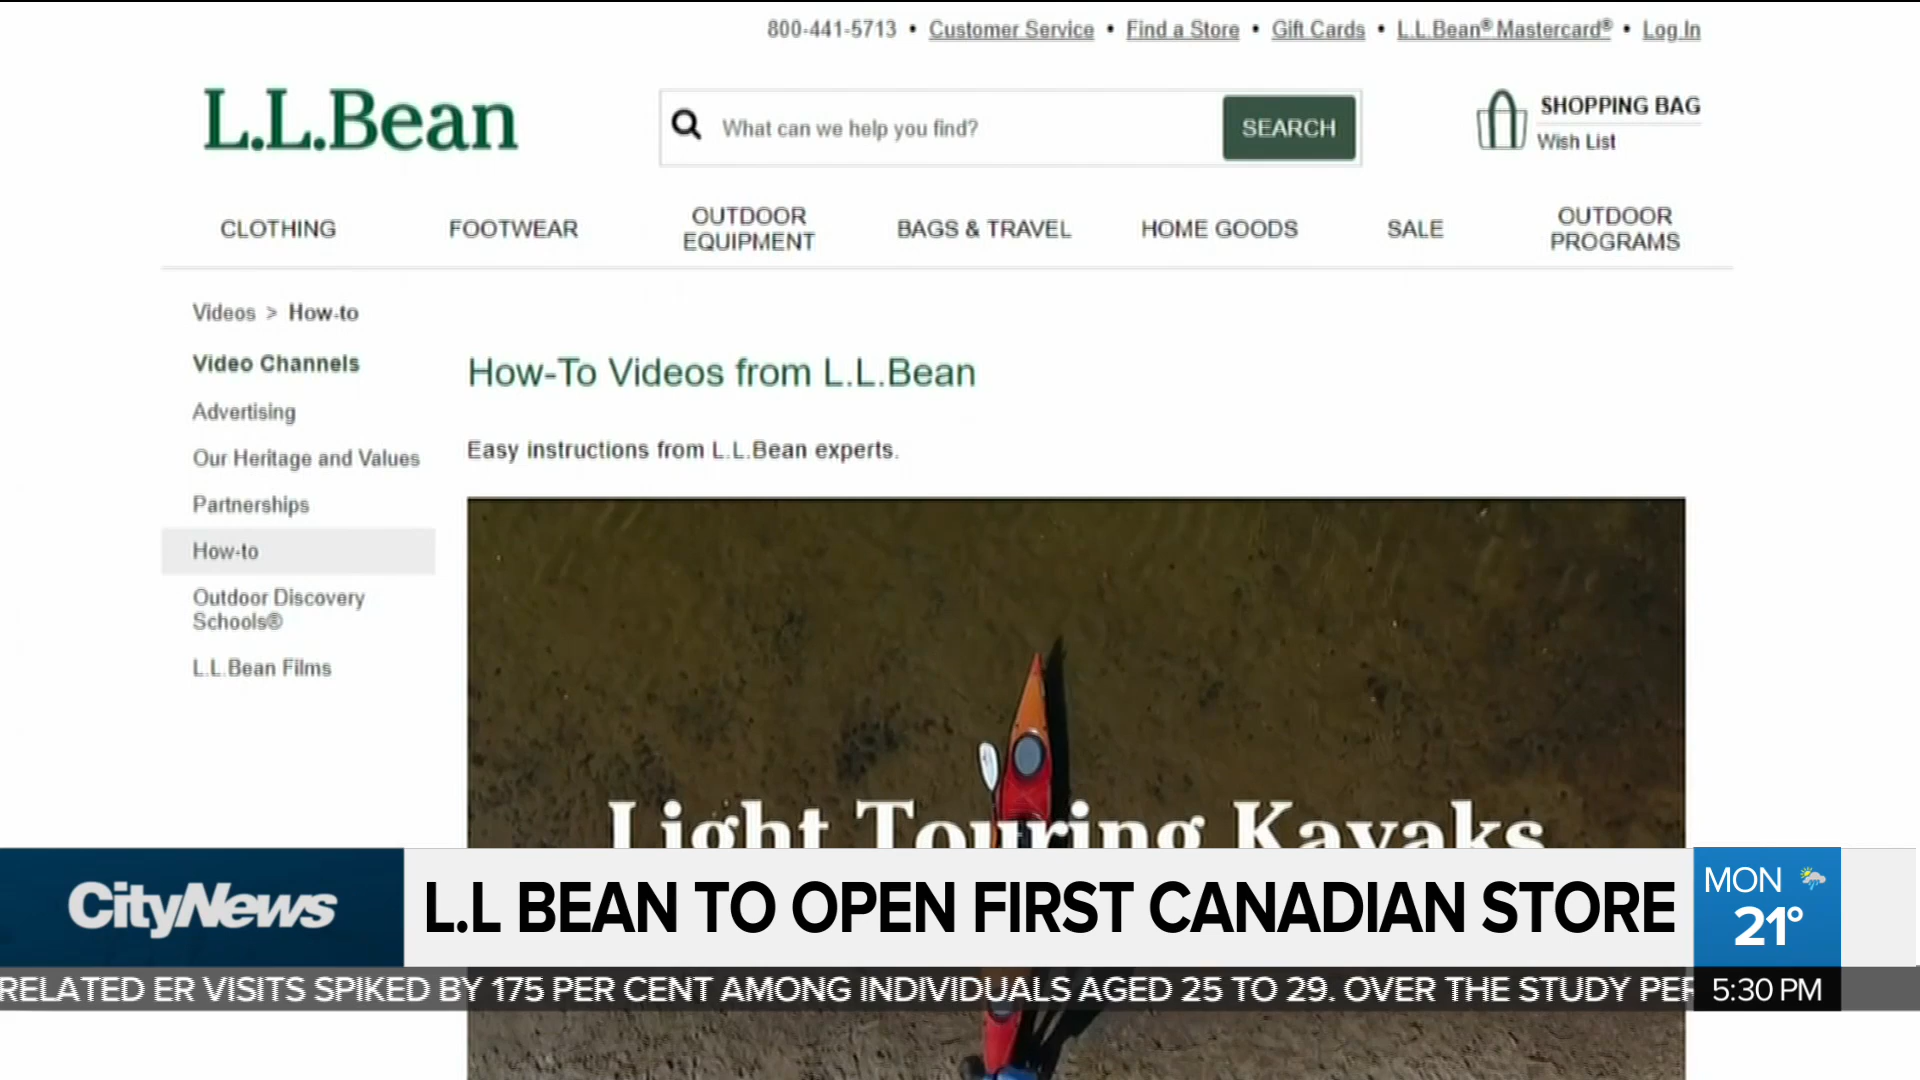 800-441-5713 • Customer Service • Find a Store • Gift Cards • L.L.Bean® Mastercard® • Log In
L.L.Bean
What can we help you find?
SEARCH
SHOPPING BAG
Wish List
CLOTHING
FOOTWEAR
OUTDOOR
EQUIPMENT
BAGS & TRAVEL
HOME GOODS
SALE
OUTDOOR
PROGRAMS
Videos > How-to
Video Channels
Advertising
Our Heritage and Values
Partnerships
How-to
Outdoor Discovery
Schools®
L.L.Bean Films
How-To Videos from L.L.Bean
Easy instructions from L.L.Bean experts.
Light Touring Kayaks
CityNews
L.L BEAN TO OPEN FIRST CANADIAN STORE
MON
21°
RELATED ER VISITS SPIKED BY 175 PER CENT AMONG INDIVIDUALS AGED 25 TO 29. OVER THE STUDY PER
5:30 PM